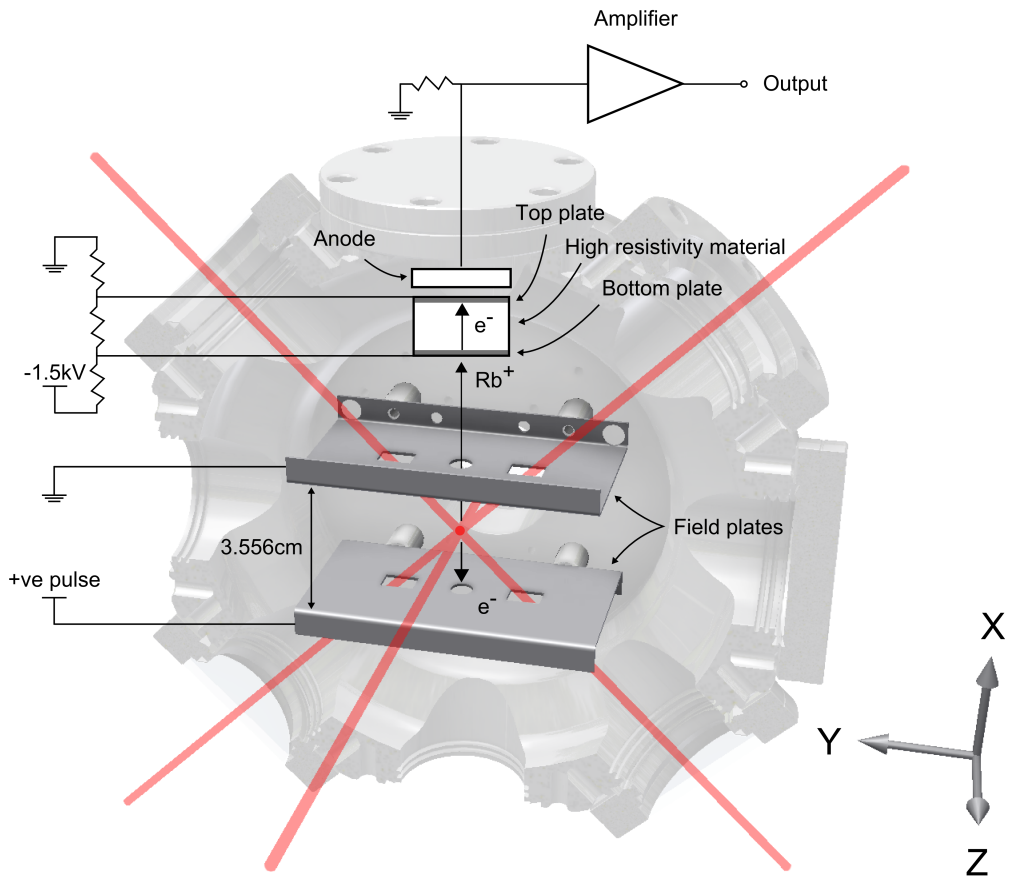 Amplifier
Output
Top plate
Anode
High resistivity material
Bottom plate
e-
-1.5kV
Rb+
Field plates
3.556cm
+ve pulse
e-
X
Y
Z